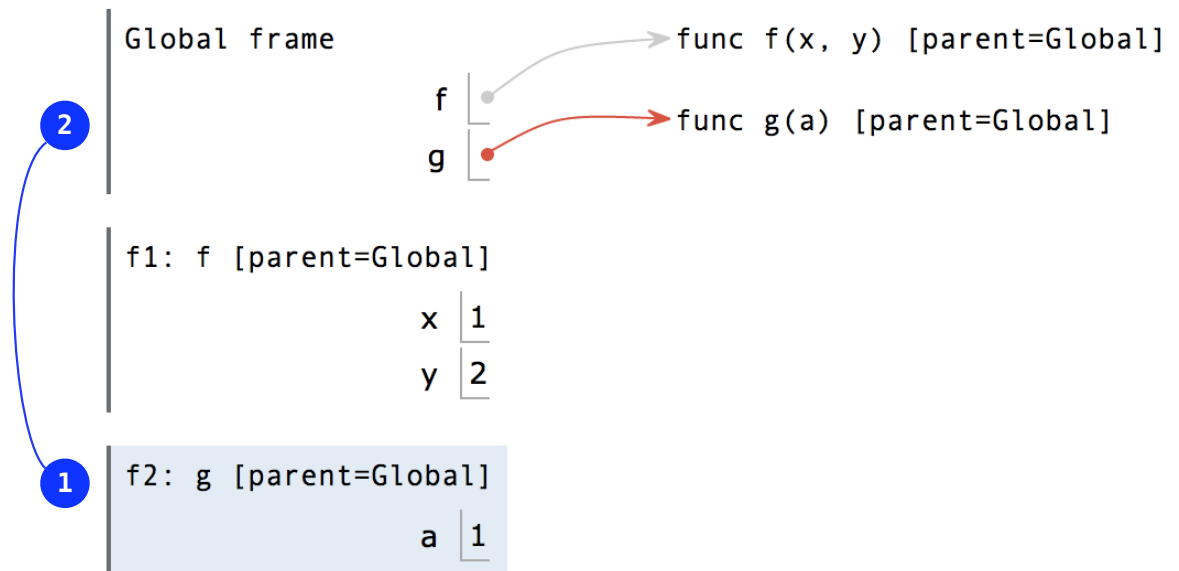 Global frame
func f(x, y) [parent=Global]
f
func g(a) [parent=Global]
2
g
f1: f [parent=Global]
x 1
y 2
f2: g [parent=Global]
1
a 1